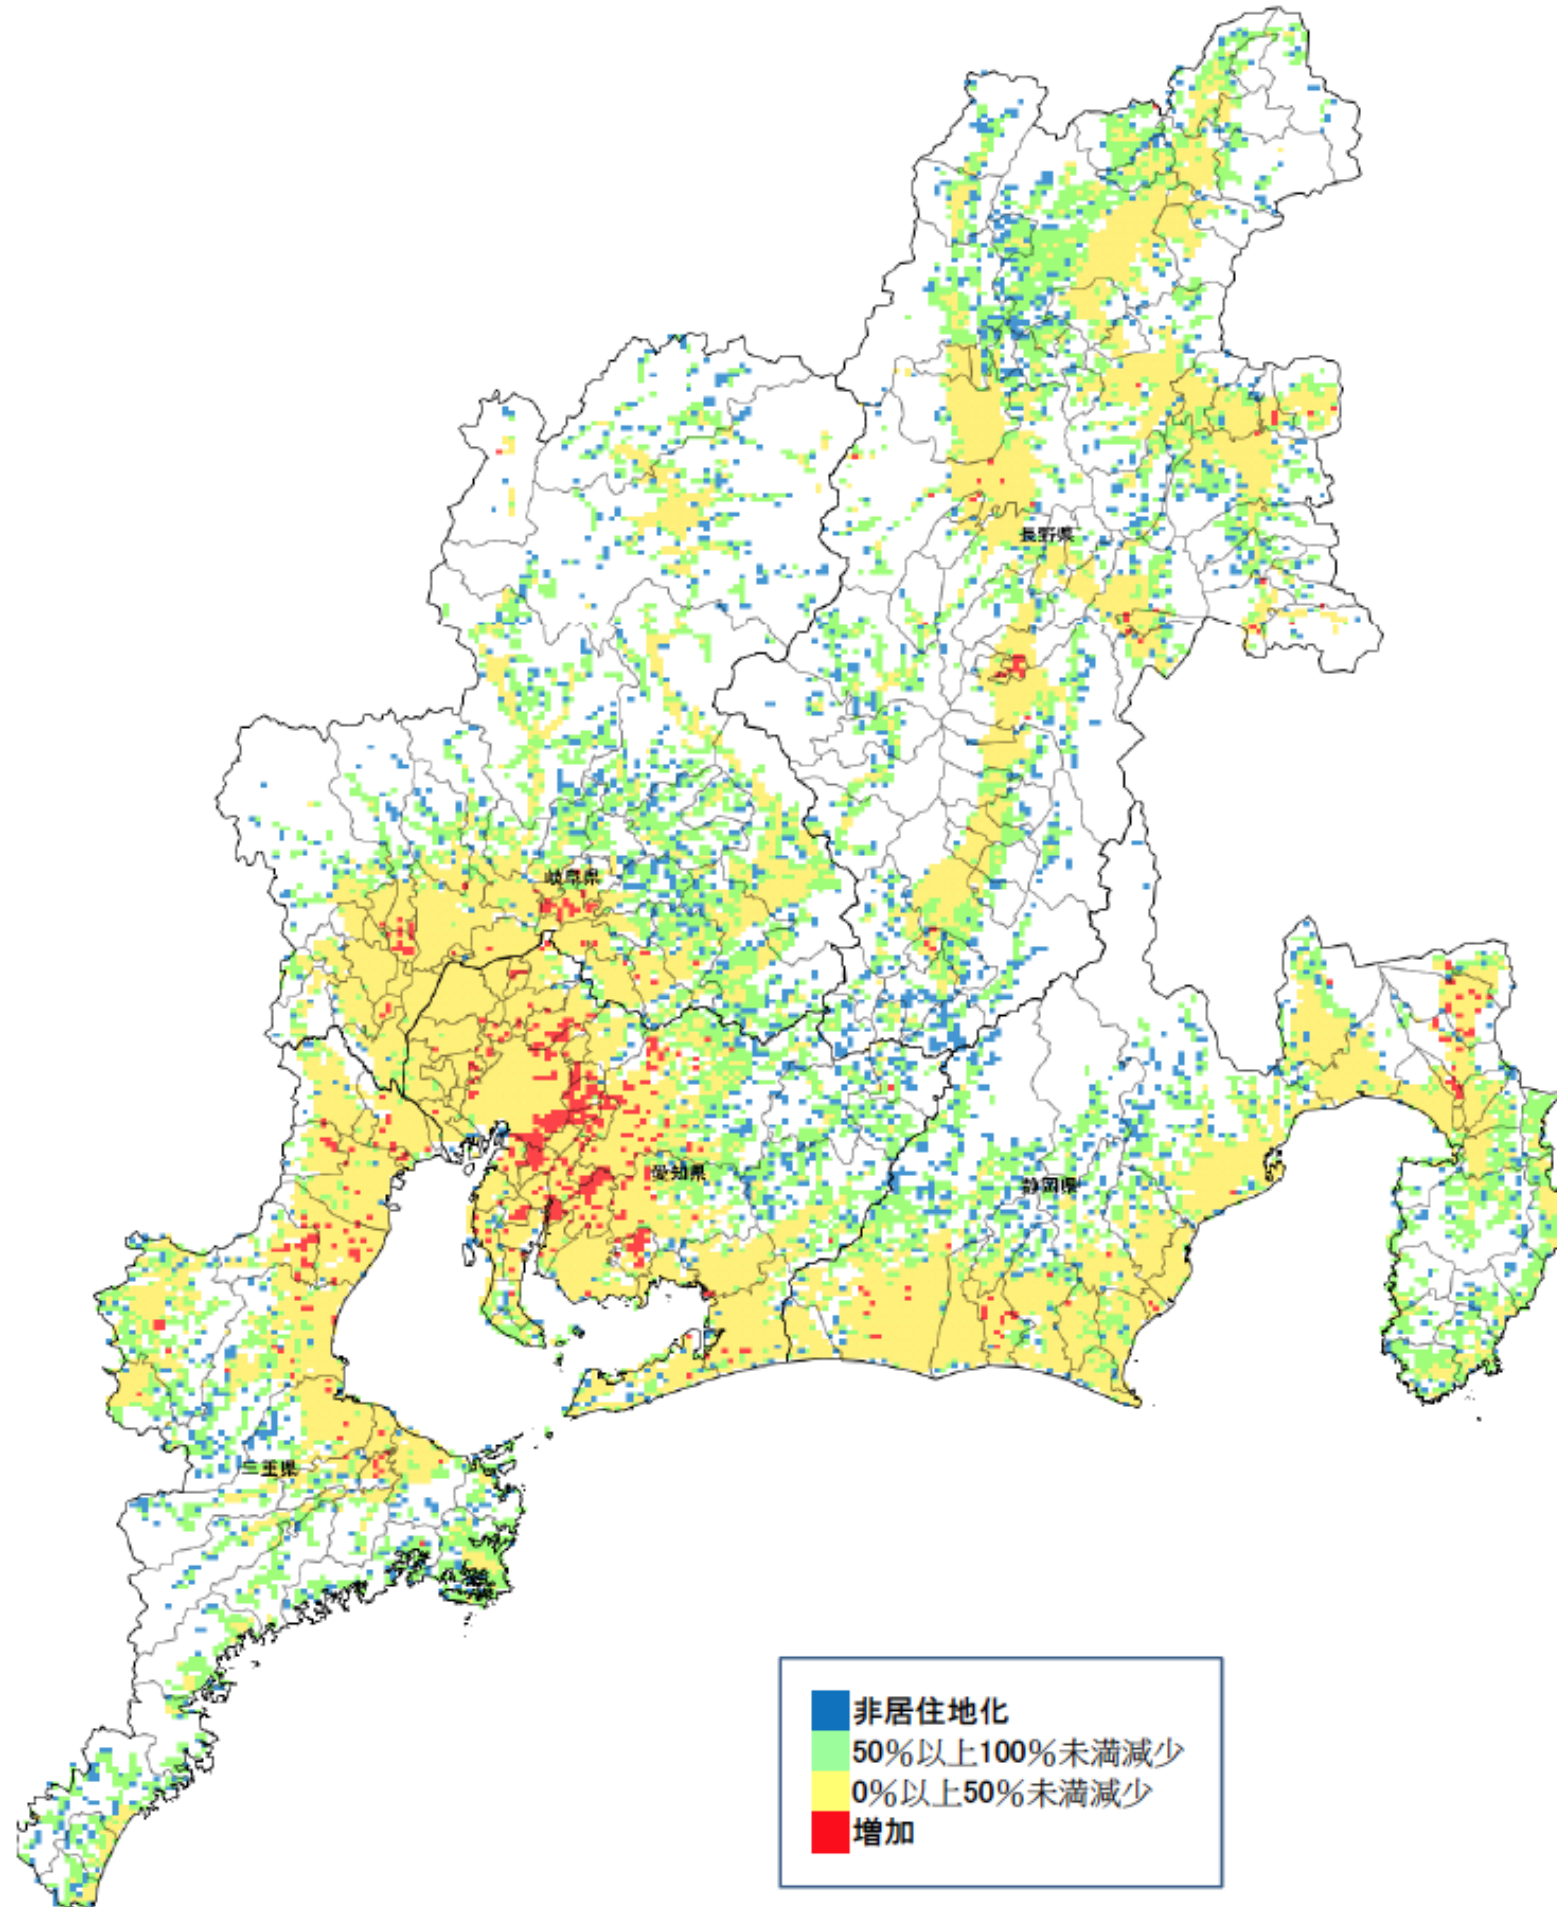 長野県
岐阜県
愛知県
静岡県
三重県
非居住地化
50%以上100%未満減少
0%以上50%未満減少
増加